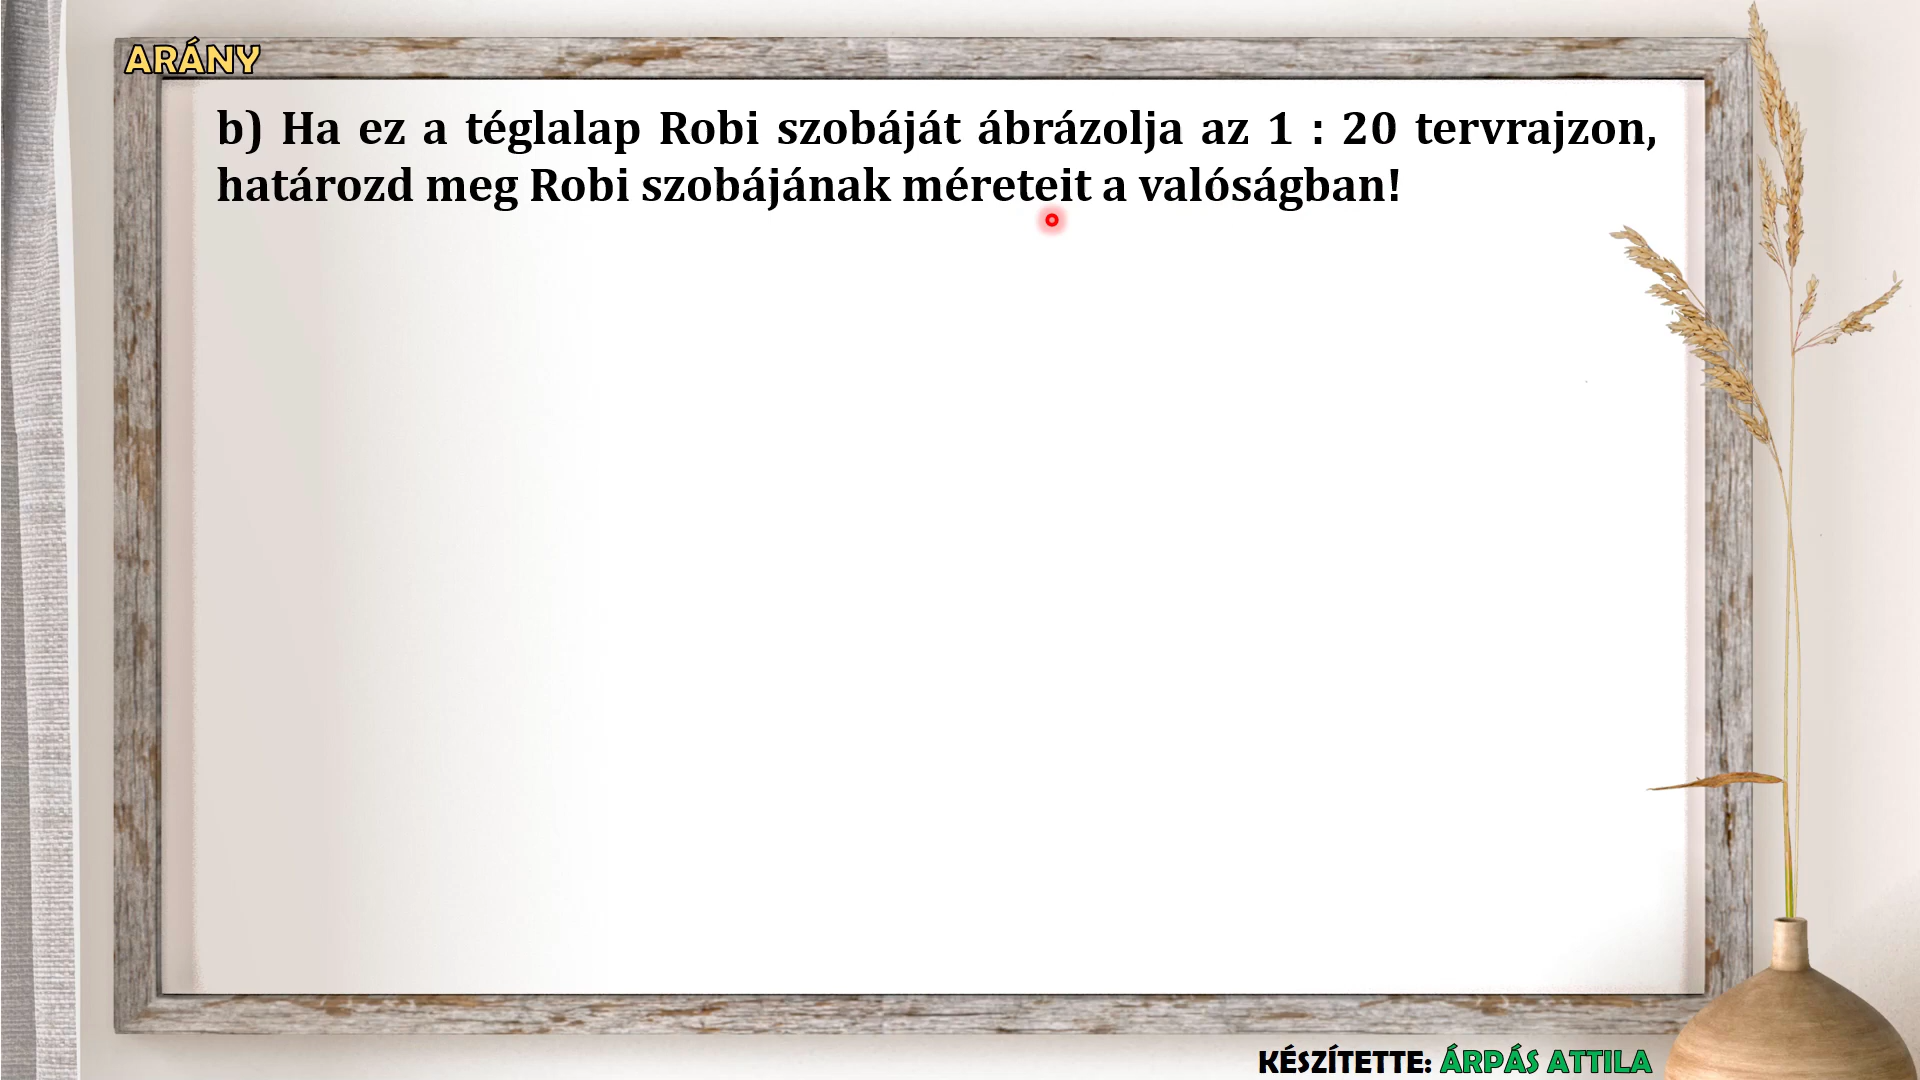 ARÁNY
b) Ha ez a téglalap Robi szobáját ábrázolja az 1 : 20 tervrajzon,
határozd meg Robi szobájának méreteit a valóságban!
KÉSZÍTETTE: ÁRPÁS ATTILA